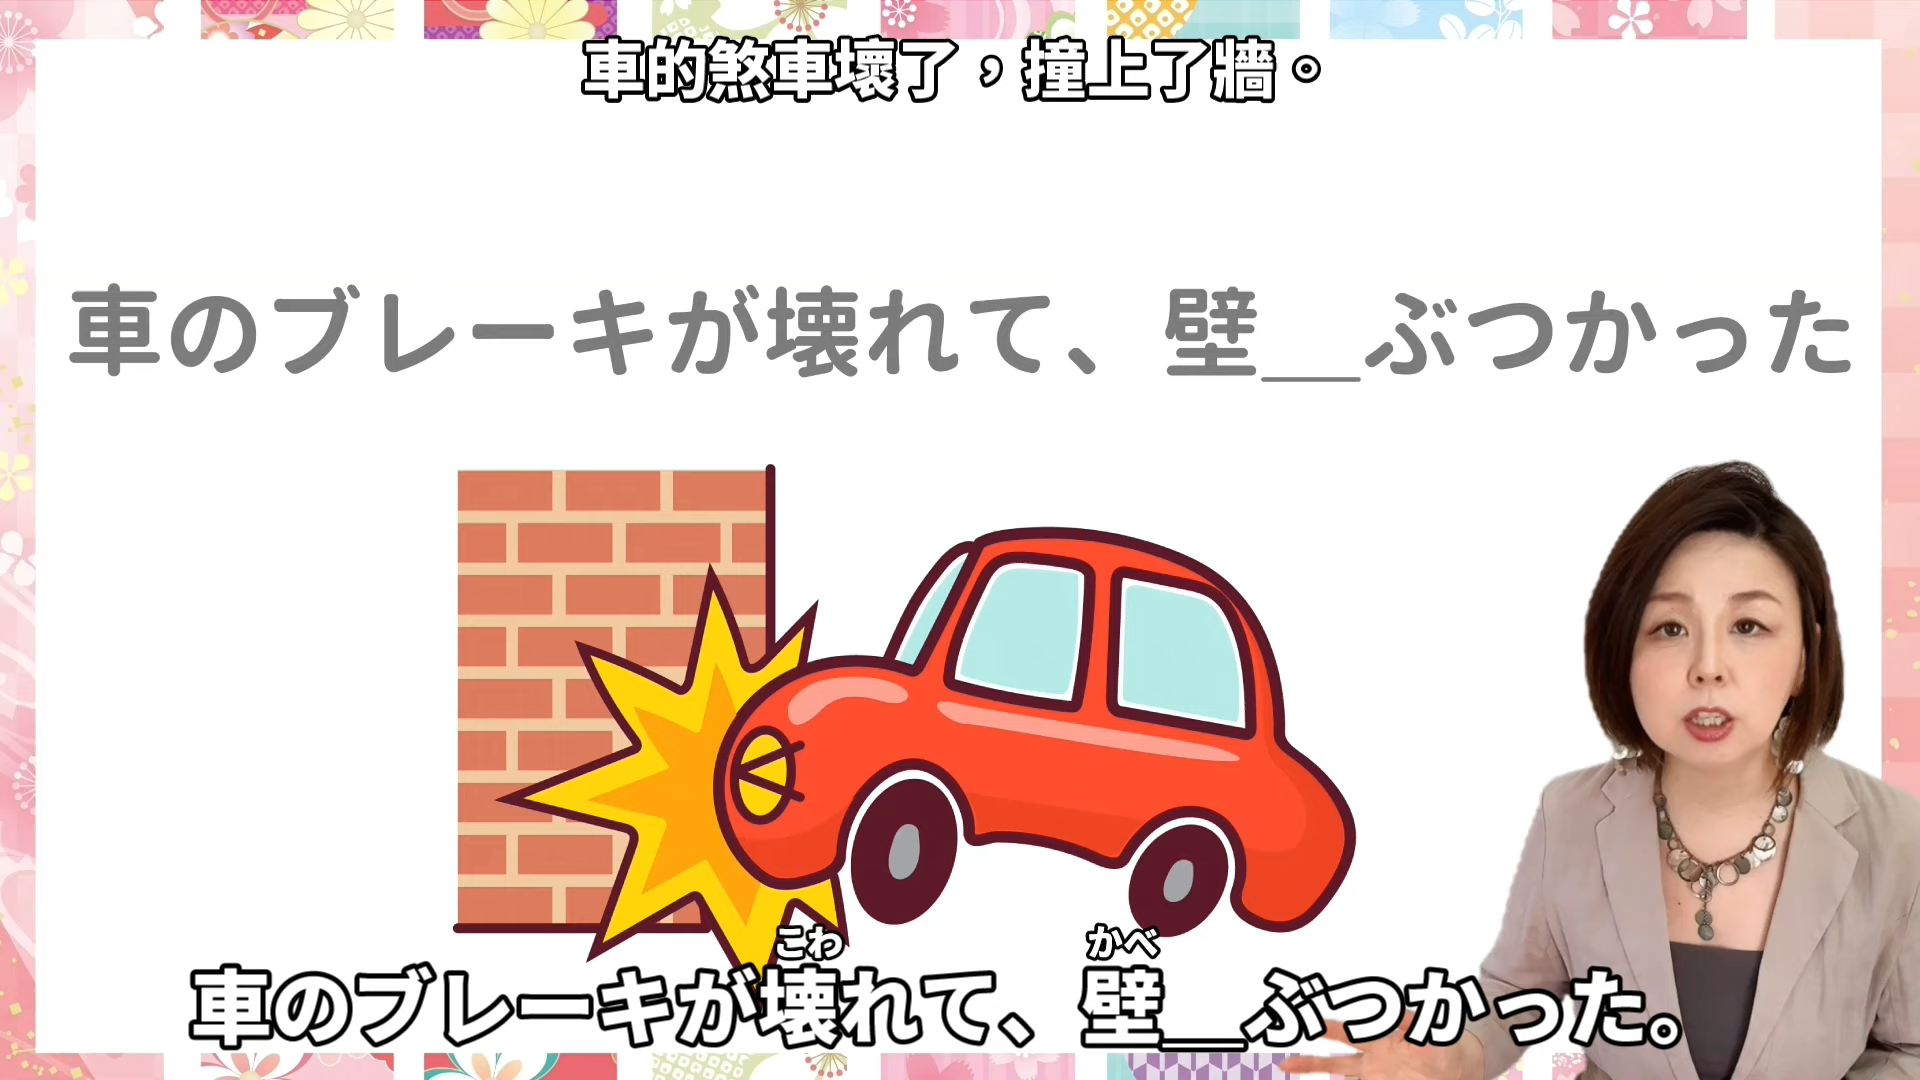 車的煞車壞了，撞上了牆。
車のブレーキが壊れて、壁＿ぶつかった
こわ かべ
車のブレーキが壊れて、壁＿ぶつかった。